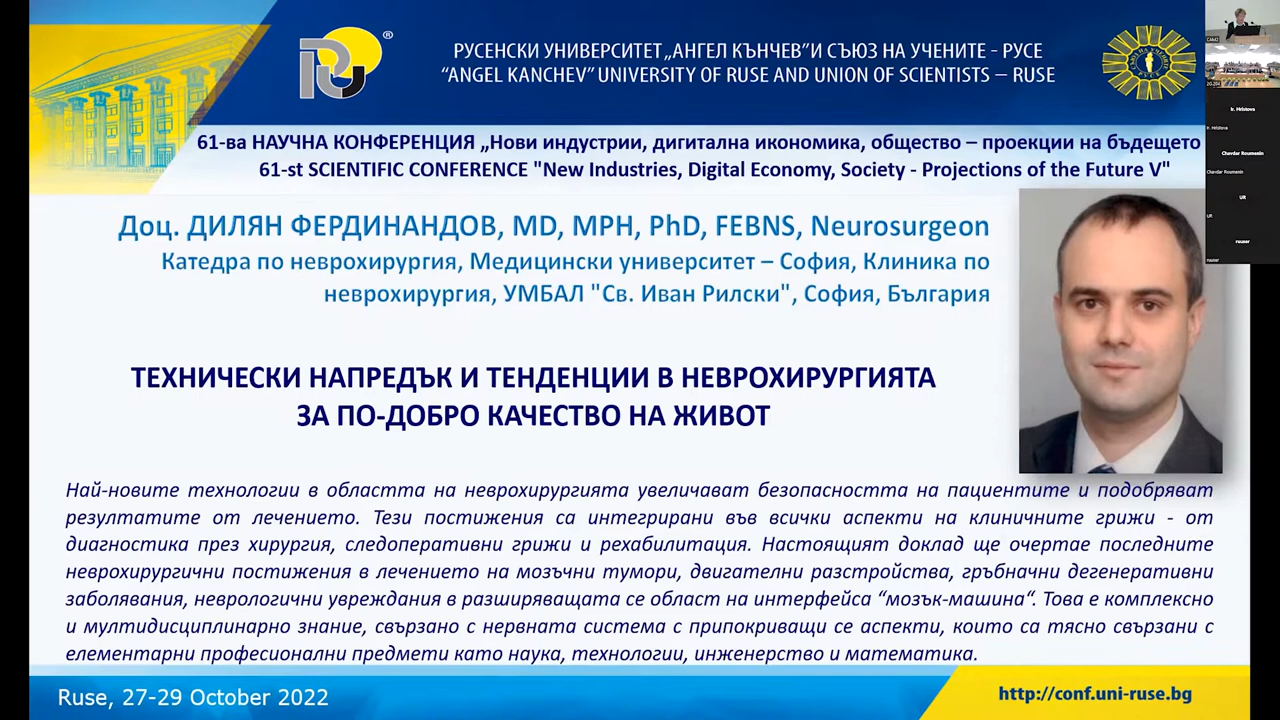 РУСЕНСКИ УНИВЕРСИТЕТ „АНГЕЛ КЪНЧЕВ" И СЪЮЗ НА УЧЕНИТЕ - РУСЕ
"ANGEL KANCHEV" UNIVERSITY OF RUSE AND UNION OF SCIENTISTS – RUSE
61-ва НАУЧНА КОНФЕРЕНЦИЯ „Нови индустрии, дигитална икономика, общество – проекции на бъдещето
61-st SCIENTIFIC CONFERENCE "New Industries, Digital Economy, Society - Projections of the Future V"
Доц. ДИЛЯН ФЕРДИНАНДОВ, MD, MPH, PhD, FEBNS, Neurosurgeon
Катедра по неврохирургия, Медицински университет – София, Клиника по
неврохирургия, УМБАЛ "Св. Иван Рилски", София, България
ТЕХНИЧЕСКИ НАПРЕДЪК И ТЕНДЕНЦИИ В НЕВРОХИРУРГИЯТА
ЗА ПО-ДОБРО КАЧЕСТВО НА ЖИВОТ
Най-новите технологии в областта на неврохирургията увеличават безопасността на пациентите и подобряват
резултатите от лечението. Тези постижения са интегрирани във всички аспекти на клиничните грижи - от
диагностика през хирургия, следоперативни грижи и рехабилитация. Настоящият доклад ще очертае последните
неврохирургични постижения в лечението на мозъчни тумори, двигателни разстройства, гръбначни дегенеративни
заболявания, неврологични увреждания в разширяващата се област на интерфейса "мозък-машина". Това е комплексно
и мултидисциплинарно знание, свързано с нервната система с припокриващи се аспекти, които са тясно свързани с
елементарни професионални предмети като наука, технологии, инженерство и математика.
Ruse, 27-29 October 2022
http://conf.uni-ruse.bg
Ir. Hristova
Ir. Hristova
Chavdar Roumenin
Chavdar Roumenin
UR
UR